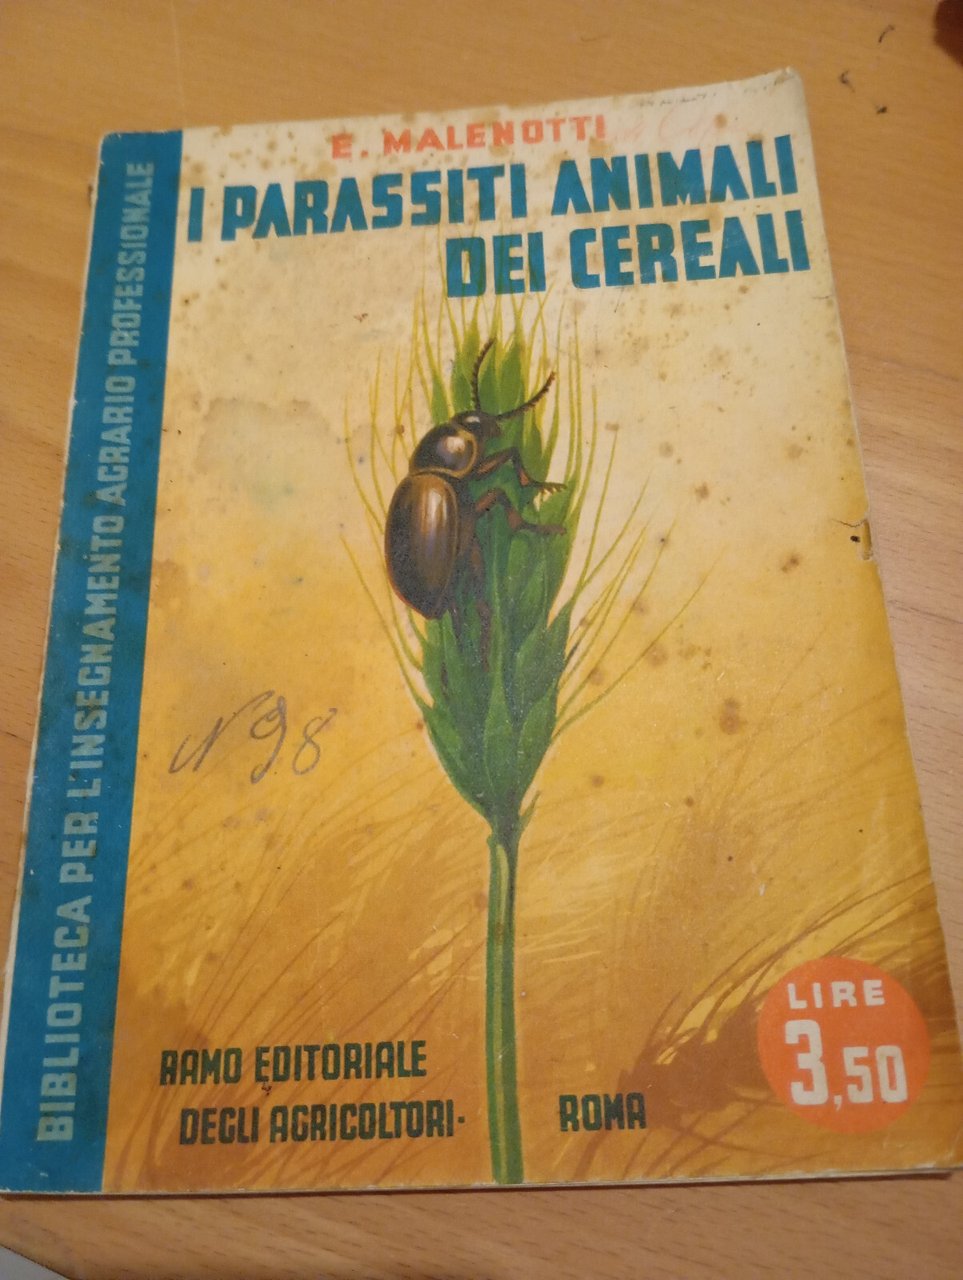 E. MALENOTTI
I PARASSITI ANIMALI
DEI CEREALI
BIBLIOTECA PER L'INSEGNAMENTO AGRARIO PROFESSIONALE
N 98
LIRE
3,50
RAMO EDITORIALE
DEGLI AGRICOLTORI · ROMA